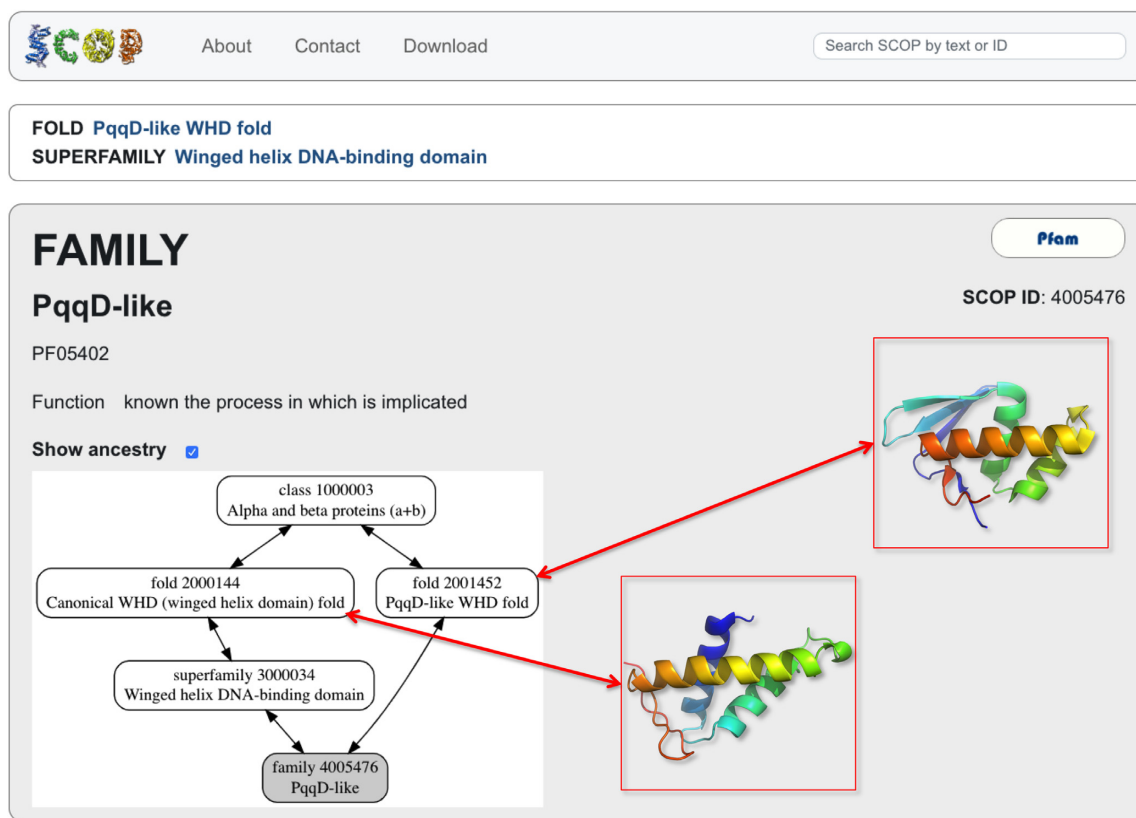 SCOP About Contact Download Search SCOP by text or ID
FOLD PqqD-like WHD fold
SUPERFAMILY Winged helix DNA-binding domain
FAMILY
Pfam
PqqD-like
SCOP ID: 4005476
PF05402
Function known the process in which is implicated
Show ancestry
class 1000003
Alpha and beta proteins (a+b)
fold 2000144
Canonical WHD (winged helix domain) fold
fold 2001452
PqqD-like WHD fold
superfamily 3000034
Winged helix DNA-binding domain
family 4005476
PqqD-like